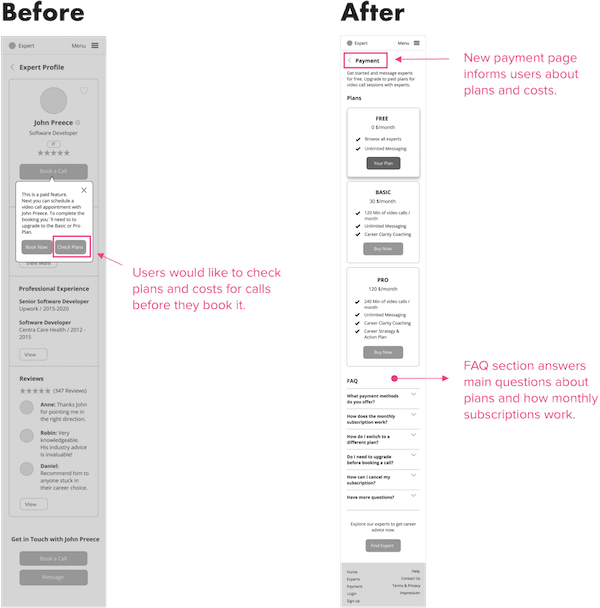 Before
Expert
Menu
Expert Profile
John Preece
Software Developer
Book a Call
This is a paid feature.
Next you can schedule a
video call appointment with
John Preece. To complete the
booking you´ll need to to
upgrade to the Basic or Pro
Plan.
Book Now
Check Plans
View More
Professional Experience
Senior Software Developer
Upwork / 2015-2020
Software Developer
Centra Care Health / 2012 -
2015
View
Reviews
(347 Reviews)
Anne: Thanks John
for pointing me in
the right direction.
Robin: Very
knowledgeable.
His industry advice
is invaluable!
Daniel:
Recommend him to
anyone stuck in
their career choice.
View
Get in Touch with John Preece
Book a Call
Message
Users would like to check
plans and costs for calls
before they book it.
After
Expert
Menu
Payment
Get started and message experts
for free. Upgrade to paid plans for
video call sessions with experts.
Plans
FREE
0 $/month
Browse all experts
Unlimited Messaging
Your Plan
BASIC
30 $/month
120 Min of video calls /
month
Unlimited Messaging
Career Clarity Coaching
Buy Now
PRO
120 $/month
240 Min of video calls /
month
Unlimited Messaging
Career Clarity Coaching
Career Strategy &
Action Plan
Buy Now
FAQ
What payment methods
do you offer?
How does the monthly
subscription work?
How do I switch to a
different plan?
Do I need to upgrade
before booking a call?
How can I cancel my
subscription?
Have more questions?
Explore our experts to get career
advice now.
Find Expert
Home
Experts
Payment
Login
Sign up
Help
Contact Us
Terms & Privacy
Impressum
New payment page
informs users about
plans and costs.
FAQ section answers
main questions about
plans and how monthly
subscriptions work.